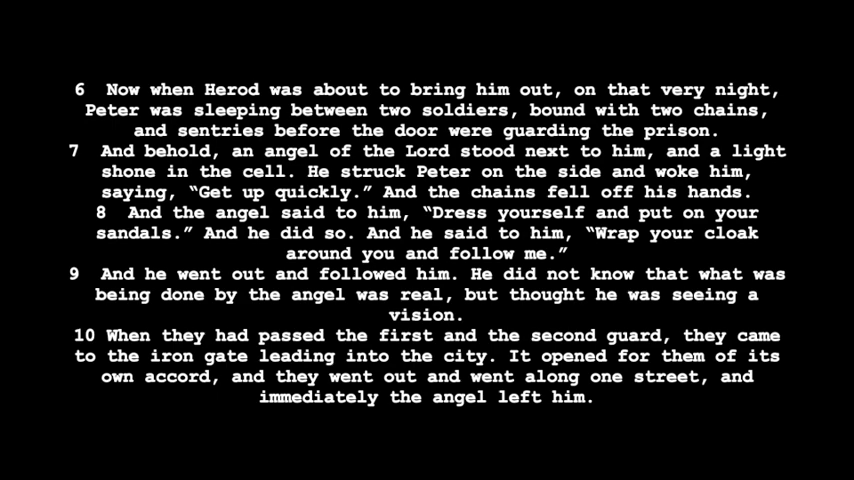 6 Now when Herod was about to bring him out, on that very night,
Peter was sleeping between two soldiers, bound with two chains,
and sentries before the door were guarding the prison.
7 And behold, an angel of the Lord stood next to him, and a light
shone in the cell. He struck Peter on the side and woke him,
saying, “Get up quickly.” And the chains fell off his hands.
8 And the angel said to him, “Dress yourself and put on your
sandals.” And he did so. And he said to him, “Wrap your cloak
around you and follow me.”
9 And he went out and followed him. He did not know that what was
being done by the angel was real, but thought he was seeing a
vision.
10 When they had passed the first and the second guard, they came
to the iron gate leading into the city. It opened for them of its
own accord, and they went out and went along one street, and
immediately the angel left him.